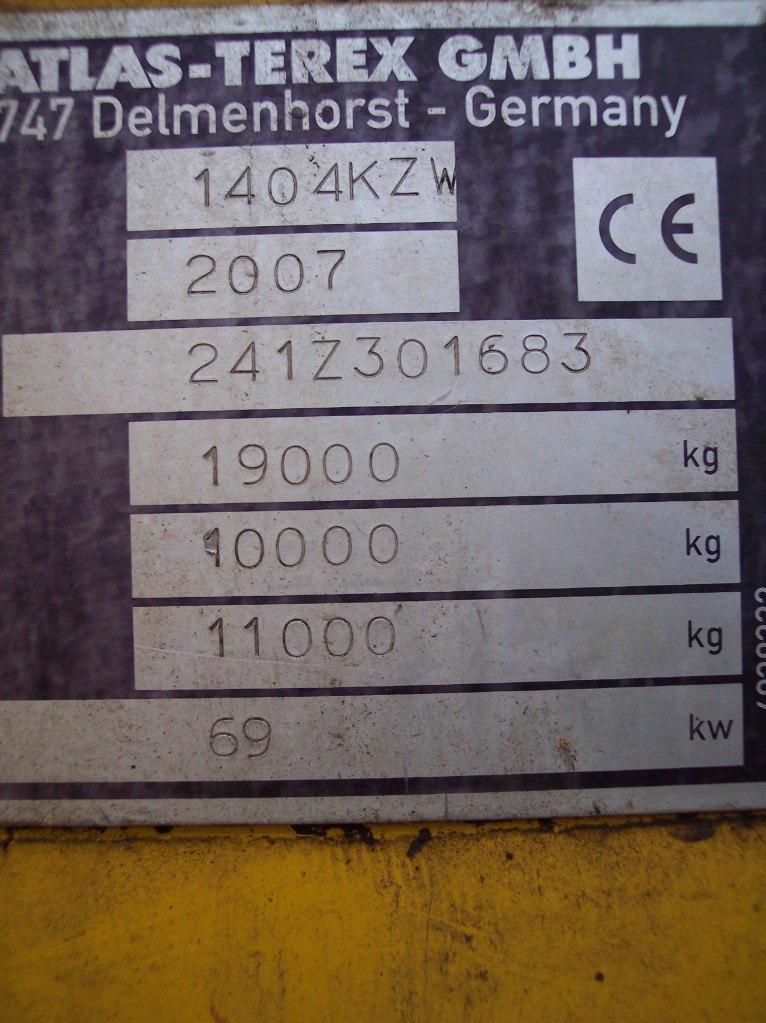 ATLAS-TEREX GMBH
747 Delmenhorst - Germany
1404KZW
CE
2007
241Z301683
19000 kg
10000 kg
11000 kg
69 kw